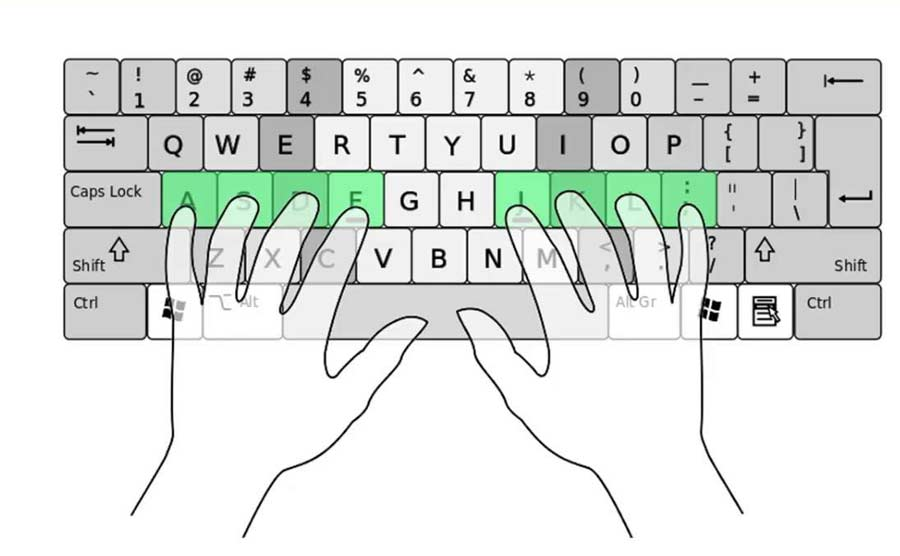 ~ ! @ # $ % ^ & * ( ) _ +
` 1 2 3 4 5 6 7 8 9 0 - =
Q W E R T Y U I O P { [ } ]
Caps Lock A S D F G H J K L : ; " ' | \
Shift Z X C V B N M < , > . ? / Shift
Ctrl Alt Alt Gr Ctrl